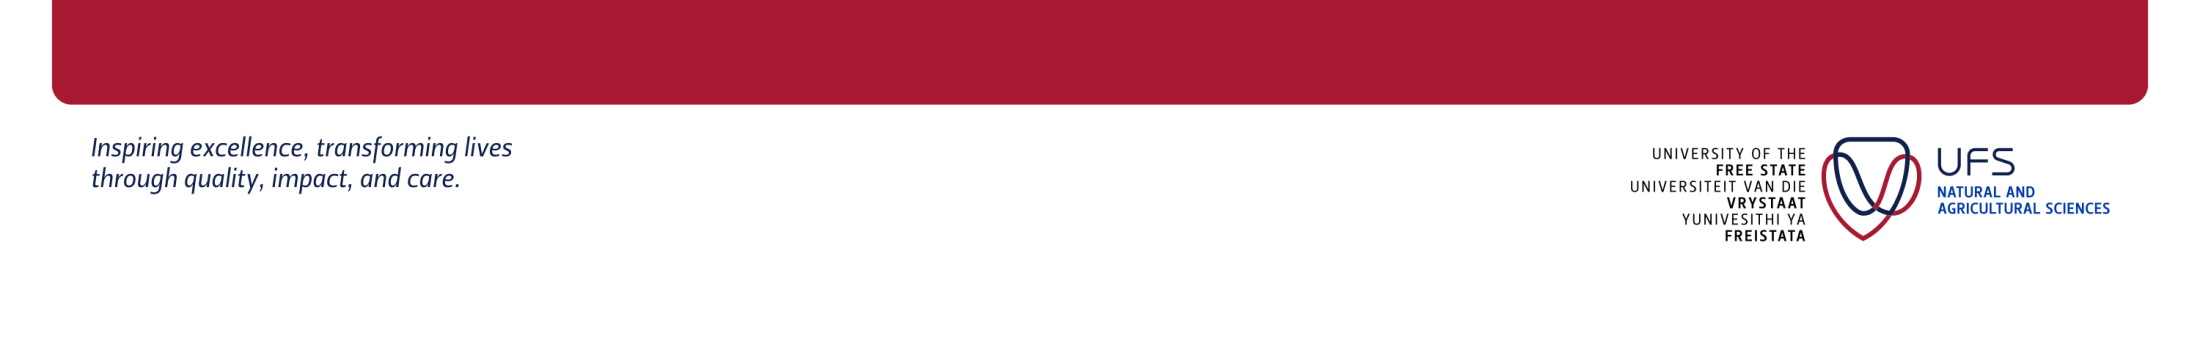 Inspiring excellence, transforming lives
through quality, impact, and care.
UNIVERSITY OF THE
FREE STATE
UNIVERSITEIT VAN DIE
VRYSTAAT
YUNIVESITHI YA
FREISTATA
UFS
NATURAL AND
AGRICULTURAL SCIENCES